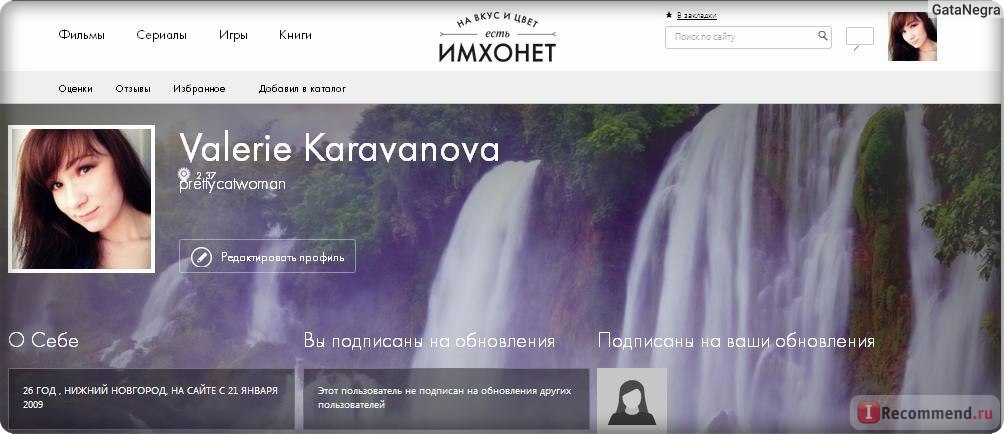 GataNegra
Фильмы Сериалы Игры Книги
НА ВКУС И ЦВЕТ
есть
ИМХОНЕТ
В закладки
Поиск по сайту
Оценки Отзывы Избранное Добавил в каталог
Valerie Karavanova
2.37
prettycatwoman
Редактировать профиль
О Себе
Вы подписаны на обновления
Подписаны на ваши обновления
26 ГОД , НИЖНИЙ НОВГОРОД, НА САЙТЕ С 21 ЯНВАРЯ
2009
Этот пользователь не подписан на обновления других
пользователей
IRecommend.ru